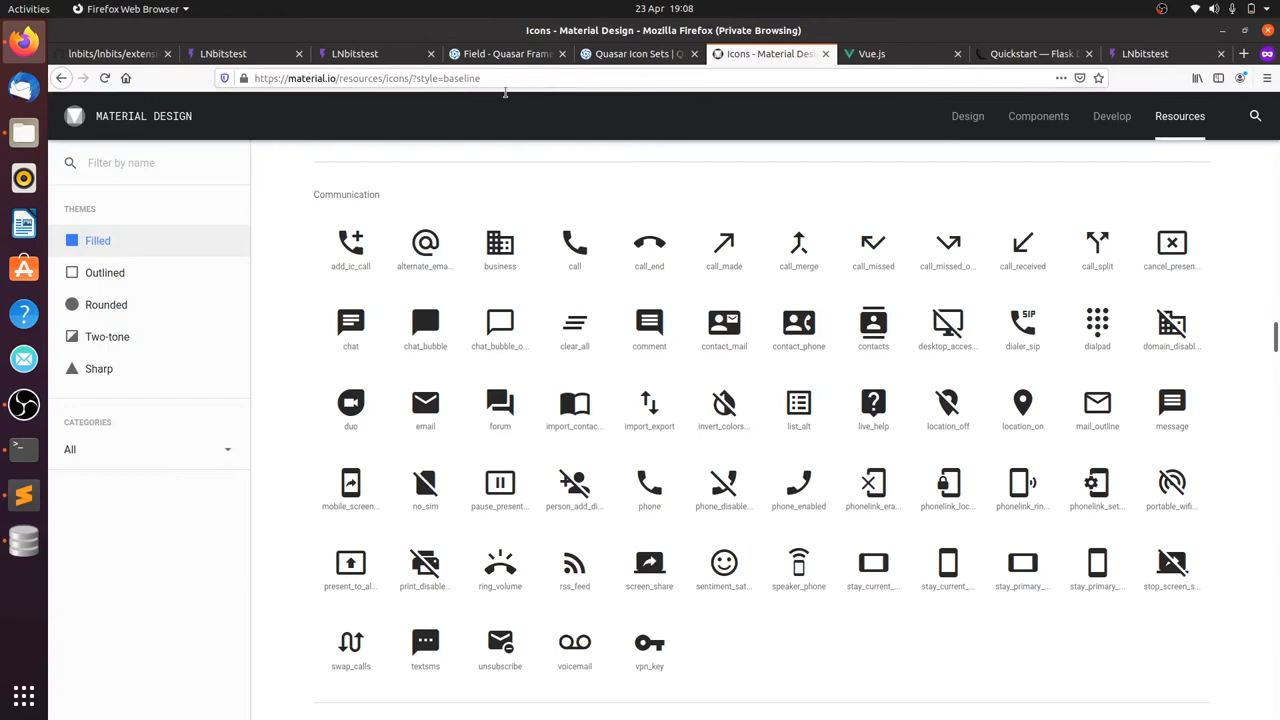 Activities
Firefox Web Browser
23 Apr 19:08
Icons - Material Design - Mozilla Firefox (Private Browsing)
lnbits/lnbits/exten
LNbitstest
LNbitstest
Field - Quasar Frame
Quasar Icon Sets | Q
Icons - Material Desi
Vue.js
Quickstart — Flask D
LNbitstest
https://material.io/resources/icons/?style=baseline
MATERIAL DESIGN
Design
Components
Develop
Resources
Filter by name
THEMES
Filled
Outlined
Rounded
Two-tone
Sharp
CATEGORIES
All
Communication
add_ic_call
alternate_ema...
business
call
call_end
call_made
call_merge
call_missed
call_missed_o...
call_received
call_split
cancel_presen...
chat
chat_bubble
chat_bubble_o...
clear_all
comment
contact_mail
contact_phone
contacts
desktop_acces...
SIP
dialer_sip
dialpad
domain_disabl...
duo
email
forum
import_contac...
import_export
invert_colors...
list_alt
live_help
location_off
location_on
mail_outline
message
mobile_screen...
no_sim
pause_present...
person_add_di...
phone
phone_disable...
phone_enabled
phonelink_era...
phonelink_loc...
phonelink_rin...
phonelink_set...
portable_wifi...
present_to_al...
print_disable...
ring_volume
rss_feed
screen_share
sentiment_sat...
speaker_phone
stay_current_...
stay_current_...
stay_primary_...
stay_primary_...
stop_screen_s...
swap_calls
textsms
unsubscribe
voicemail
vpn_key